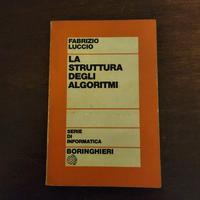 FABRIZIO
LUCCIO
LA
STRUTTURA
DEGLI
ALGORITMI
SERIE
DI
INFORMATICA
BORINGHIERI